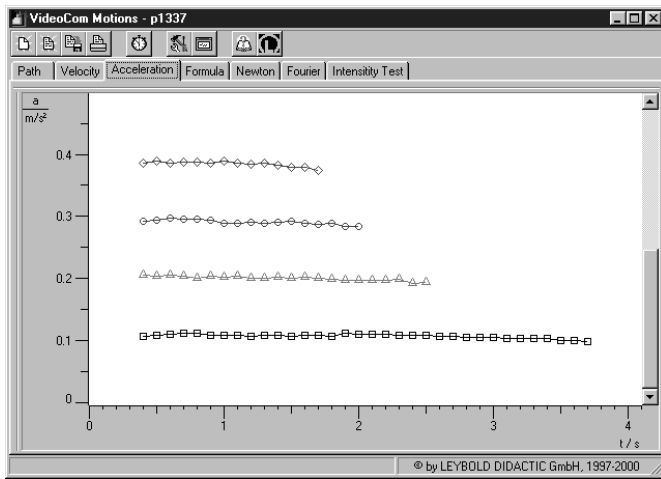 VideoCom Motions - p1337
Path Velocity Acceleration Formula Newton Fourier Intensitity Test
a
m/s²
0.4
0.3
0.2
0.1
0
0 1 2 3 4
t / s
© by LEYBOLD DIDACTIC GmbH, 1997-2000